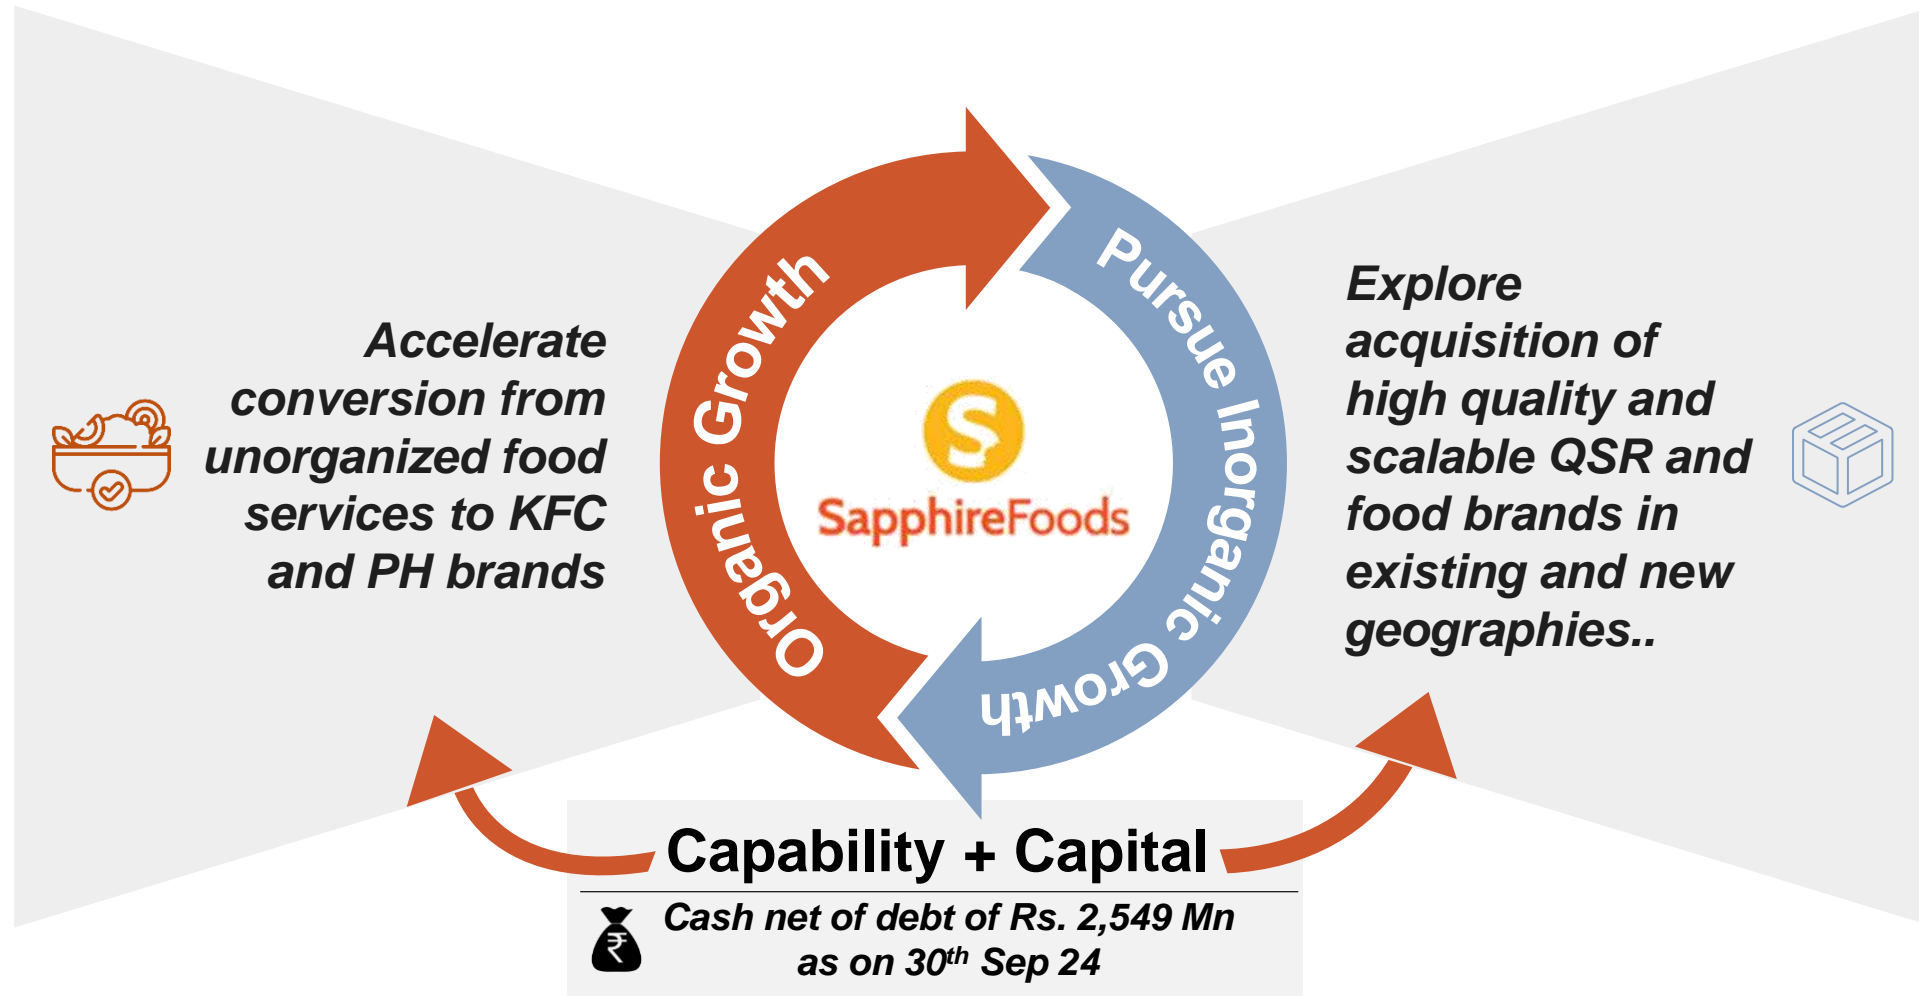 Accelerate
conversion from
unorganized food
services to KFC
and PH brands
Organic Growth
Pursue Inorganic Growth
SapphireFoods
Explore
acquisition of
high quality and
scalable QSR and
food brands in
existing and new
geographies..
Capability + Capital
₹
Cash net of debt of Rs. 2,549 Mn
as on 30th Sep 24